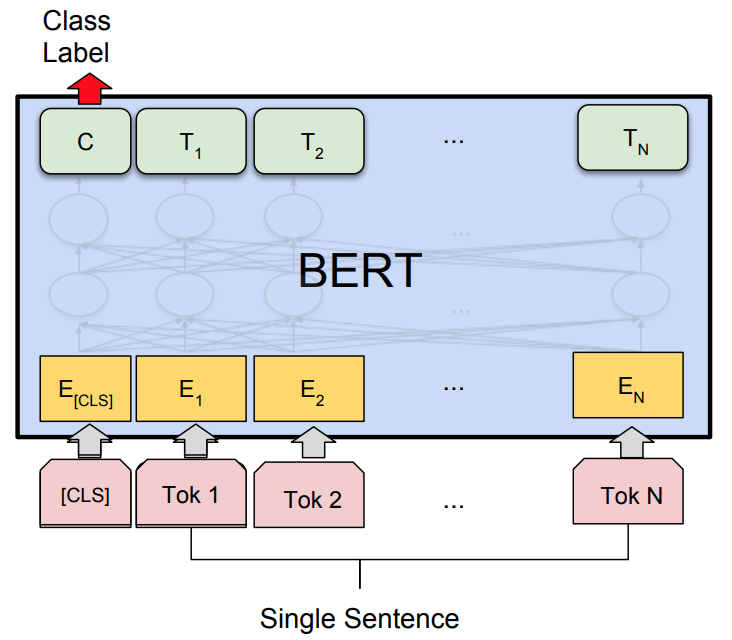 Class
Label
C T1 T2 ... TN
...
BERT
...
E[CLS] E1 E2 ... EN
[CLS] Tok 1 Tok 2 ... Tok N
Single Sentence